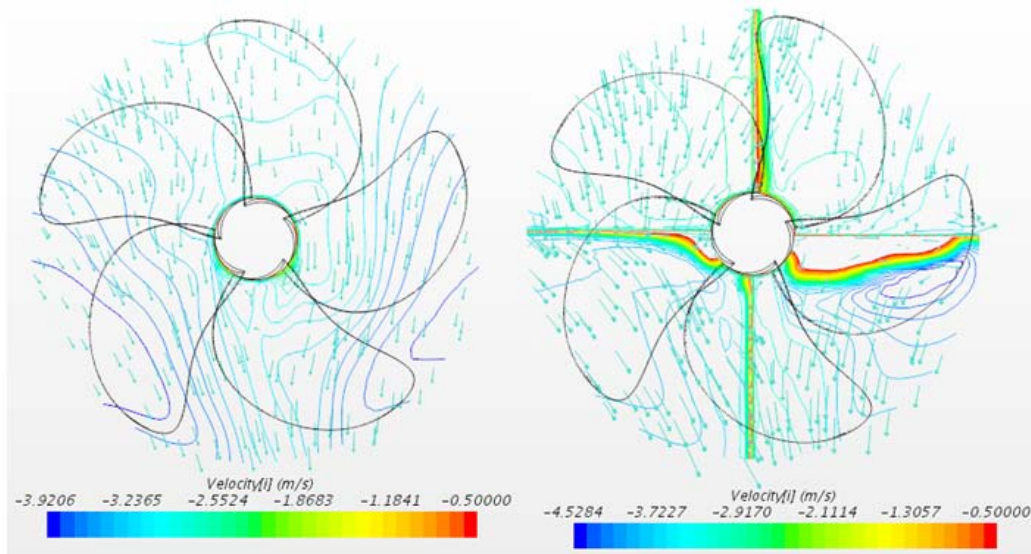 Velocity[i] (m/s)
-3.9206 -3.2365 -2.5524 -1.8683 -1.1841 -0.50000
Velocity[i] (m/s)
-4.5284 -3.7227 -2.9170 -2.1114 -1.3057 -0.50000